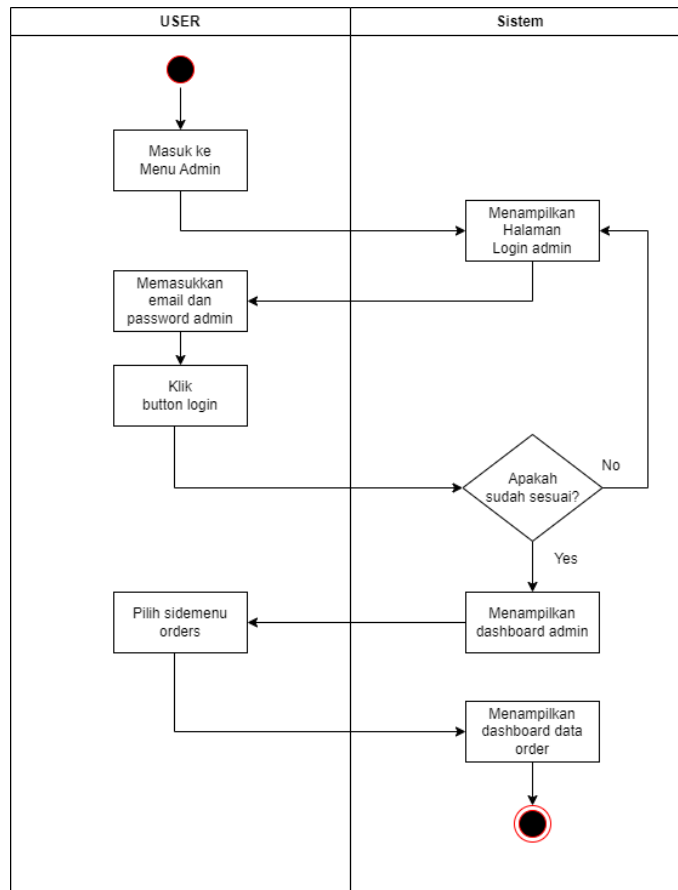 USER
Sistem
Masuk ke
Menu Admin
Menampilkan
Halaman
Login admin
Memasukkan
email dan
password admin
Klik
button login
Apakah
sudah sesuai?
No
Yes
Pilih sidemenu
orders
Menampilkan
dashboard admin
Menampilkan
dashboard data
order